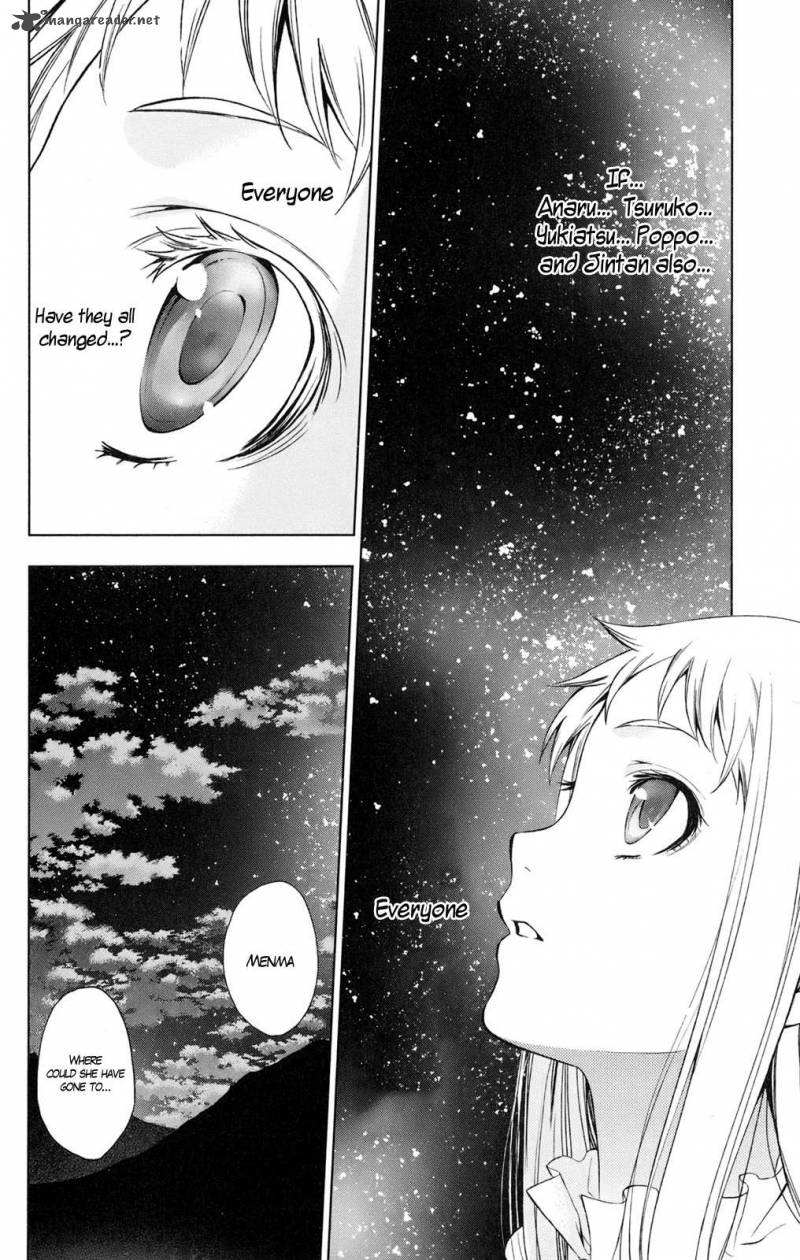 mangareader.net
If...
Anaru... Tsuruko...
Yukiatsu... Poppo...
and Jintan also...
Everyone
Everyone
Have they all
changed...?
Menma
Where
could she have
gone to...